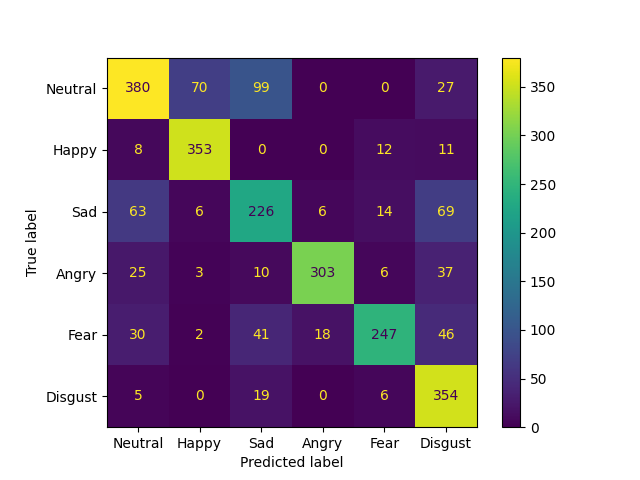 Neutral 380 70 99 0 0 27
Happy 8 353 0 0 12 11
Sad 63 6 226 6 14 69
Angry 25 3 10 303 6 37
Fear 30 2 41 18 247 46
Disgust 5 0 19 0 6 354
Neutral Happy Sad Angry Fear Disgust
Predicted label
True label
350
300
250
200
150
100
50
0